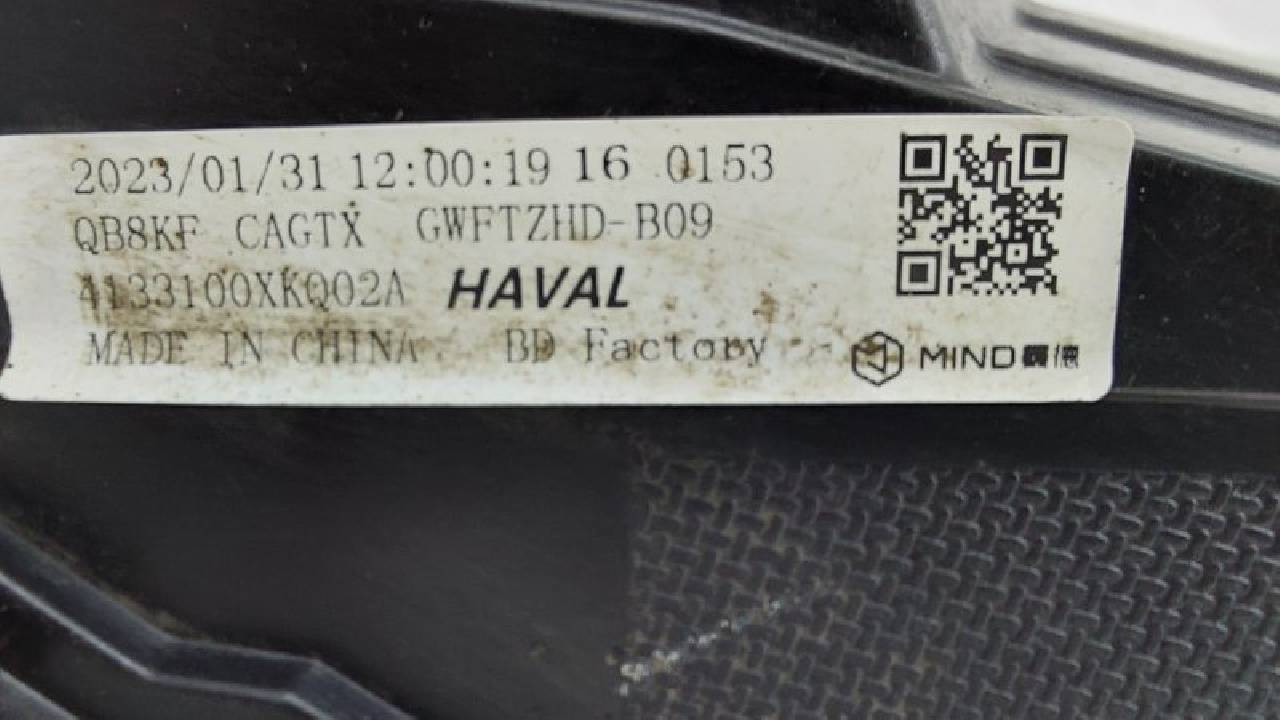 2023/01/31 12:00:19 16 0153
QB8KF CAGTX GWFTZHD-B09
4133100XKQ02A HAVAL
MADE IN CHINA BD Factory
MIND